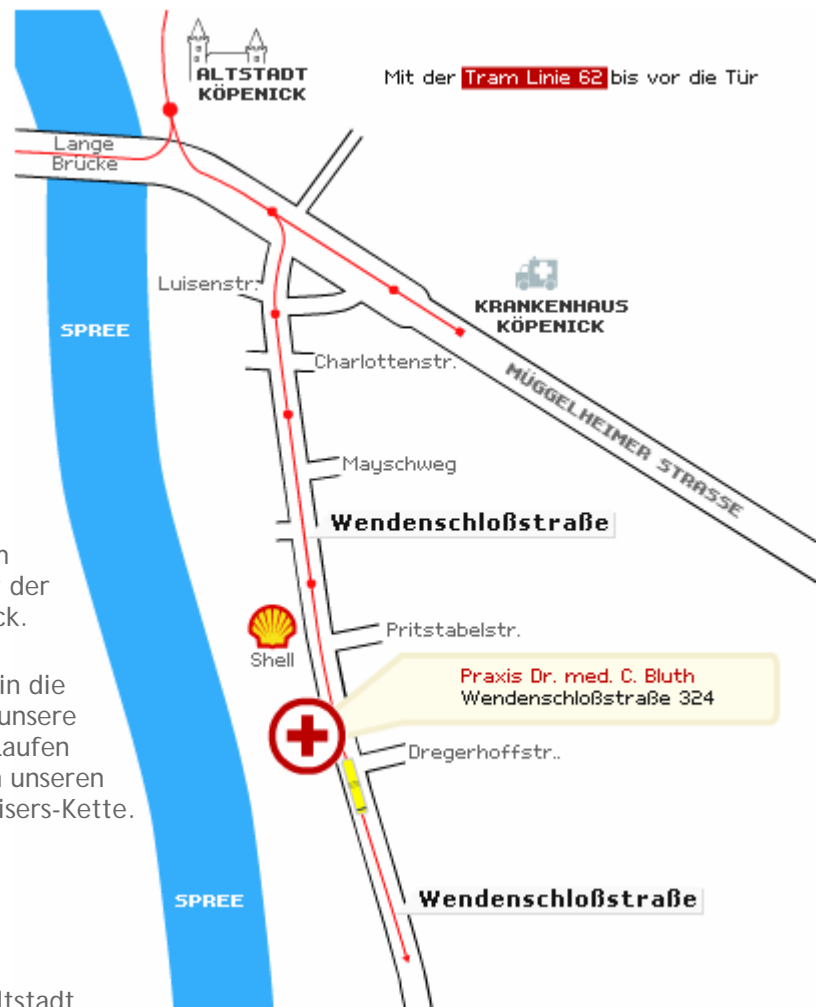 ALTSTADT
KÖPENICK
Mit der Tram Linie 62 bis vor die Tür
Lange
Brücke
Luisenstr.
KRANKENHAUS
KÖPENICK
SPREE
Charlottenstr.
MÜGGELHEIMER STRASSE
Mayschweg
Wendenschloßstraße
der
ck.
Pritstabelstr.
Shell
in die
unsere
Laufen
unseren
isers-Kette.
Praxis Dr. med. C. Bluth
Wendenschloßstraße 324
Dregerhoffstr..
Wendenschloßstraße
SPREE
ltstadt